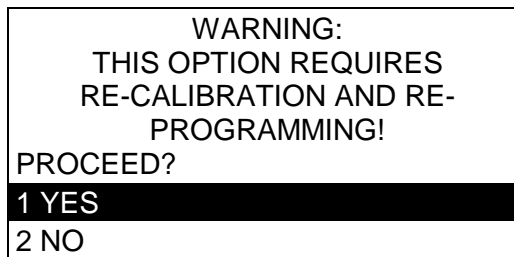 WARNING:
THIS OPTION REQUIRES
RE-CALIBRATION AND RE-
PROGRAMMING!
PROCEED?
1 YES
2 NO